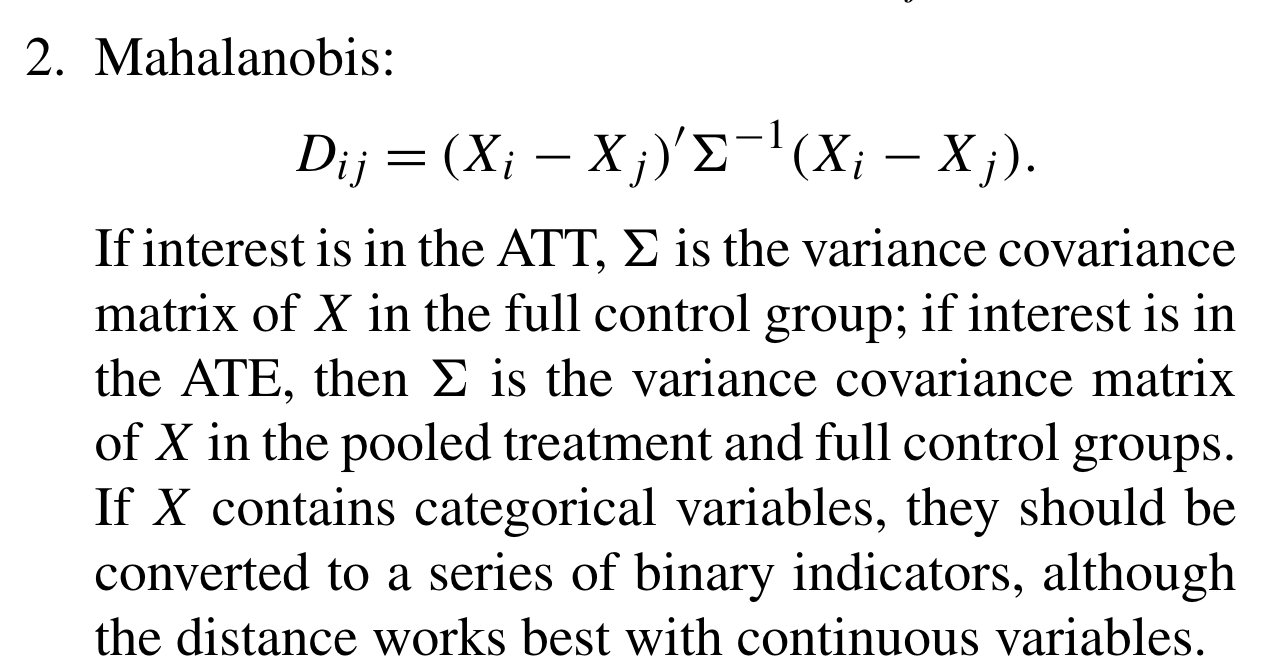 2. Mahalanobis:
D_{ij} = (X_i − X_j)′Σ^{−1}(X_i − X_j).
If interest is in the ATT, Σ is the variance covariance
matrix of X in the full control group; if interest is in
the ATE, then Σ is the variance covariance matrix
of X in the pooled treatment and full control groups.
If X contains categorical variables, they should be
converted to a series of binary indicators, although
the distance works best with continuous variables.